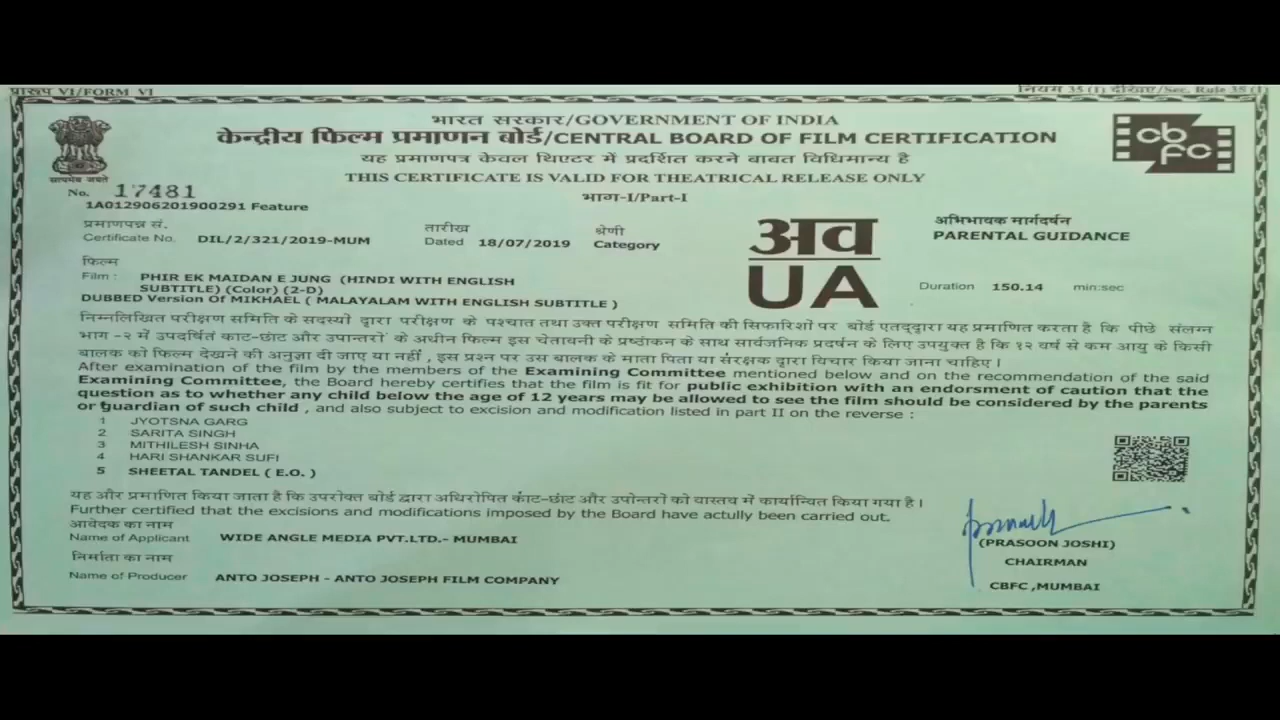 प्रारूप VI/FORM VI
नियम 35 (I) देखिए/Sec. Rule 35 (I)
भारत सरकार/GOVERNMENT OF INDIA
केन्द्रीय फिल्म प्रमाणन बोर्ड/CENTRAL BOARD OF FILM CERTIFICATION
cb
fc
यह प्रमाणपत्र केवल थिएटर में प्रदर्शित करने बाबत विधिमान्य है
THIS CERTIFICATE IS VALID FOR THEATRICAL RELEASE ONLY
सत्यमेव जयते
No. 17481
भाग-I/Part-I
1A012906201900291 Feature
प्रमाणपत्र सं.
Certificate No. DIL/2/321/2019-MUM
तारीख
Dated 18/07/2019
श्रेणी
Category
अव
UA
अभिभावक मार्गदर्षन
PARENTAL GUIDANCE
फिल्म
Film : PHIR EK MAIDAN E JUNG (HINDI WITH ENGLISH
SUBTITLE) (Color) (2-D)
Duration 150.14 min:sec
DUBBED Version Of MIKHAEL ( MALAYALAM WITH ENGLISH SUBTITLE )
निम्नलिखित परीक्षण समिति के सदस्यो द्वारा परीक्षण के पश्चात तथा उक्त परीक्षण समिति की सिफारिशों पर बोर्ड एतद्द्वारा यह प्रमाणित करता है कि पीछे संलग्न
भाग -२ में उपदर्षित काट-छाट और उपान्तरों के अधीन फिल्म इस चेतावनी के प्रष्ठोकन के साथ सार्वजनिक प्रदर्षन के लिए उपयुक्त है कि १२ वर्ष से कम आयु के किसी
बालक को फिल्म देखने की अनुज्ञा दी जाए या नहीं , इस प्रश्न पर उस बालक के माता पिता या संरक्षक द्वारा विचार किया जाना चाहिए ।
After examination of the film by the members of the Examining Committee mentioned below and on the recommendation of the said
Examining Committee, the Board hereby certifies that the film is fit for public exhibition with an endorsment of caution that the
question as to whether any child below the age of 12 years may be allowed to see the film should be considered by the parents
or guardian of such child , and also subject to excision and modification listed in part II on the reverse :
1 JYOTSNA GARG
2 SARITA SINGH
3 MITHILESH SINHA
4 HARI SHANKAR SUFI
5 SHEETAL TANDEL ( E.O. )
यह और प्रमाणित किया जाता है कि उपरोक्त बोर्ड द्वारा अधिरोपित काट-छाट और उपोन्तरों को वास्तव में कार्यान्वित किया गया है ।
Further certified that the excisions and modifications imposed by the Board have actully been carried out.
आवेदक का नाम
Name of Applicant WIDE ANGLE MEDIA PVT.LTD.- MUMBAI
निर्माता का नाम
Name of Producer ANTO JOSEPH - ANTO JOSEPH FILM COMPANY
(PRASOON JOSHI)
CHAIRMAN
CBFC ,MUMBAI